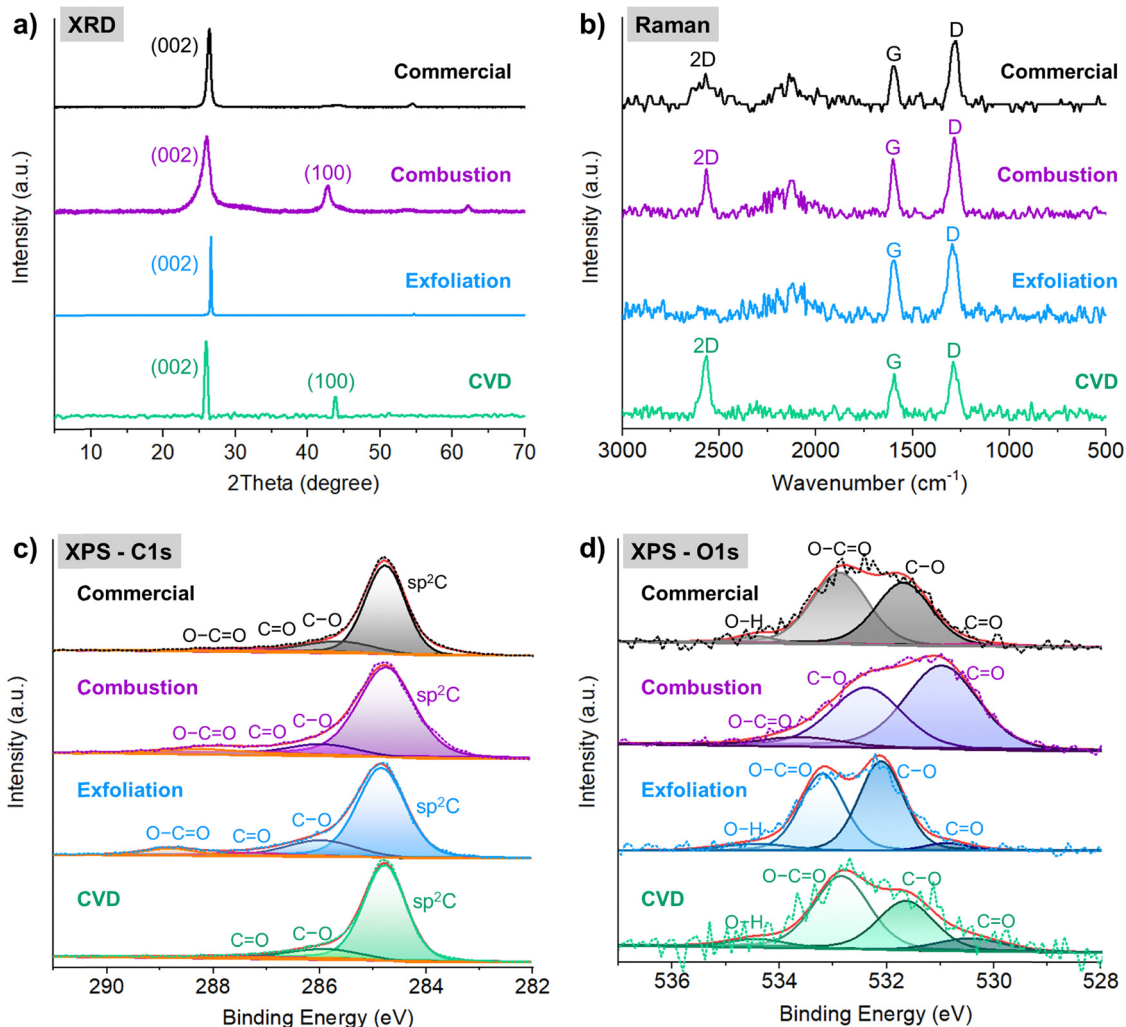 a) XRD
(002)
Commercial
(002)
(100)
Combustion
(002)
Exfoliation
(002)
(100)
CVD
Intensity (a.u.)
10 20 30 40 50 60 70
2Theta (degree)
b) Raman
2D
G
D
Commercial
2D
G
D
Combustion
G
D
Exfoliation
2D
G
D
CVD
Intensity (a.u.)
3000 2500 2000 1500 1000 500
Wavenumber (cm⁻¹)
c) XPS - C1s
Commercial
O−C=O
C=O
C−O
sp²C
Combustion
O−C=O
C=O
C−O
sp²C
Exfoliation
O−C=O
C=O
C−O
sp²C
CVD
C=O
C−O
sp²C
Intensity (a.u.)
290 288 286 284 282
Binding Energy (eV)
d) XPS - O1s
Commercial
O−H
O−C=O
C−O
C=O
Combustion
O−C=O
C−O
C=O
Exfoliation
O−H
O−C=O
C−O
C=O
CVD
O−H
O−C=O
C−O
C=O
Intensity (a.u.)
536 534 532 530 528
Binding Energy (eV)